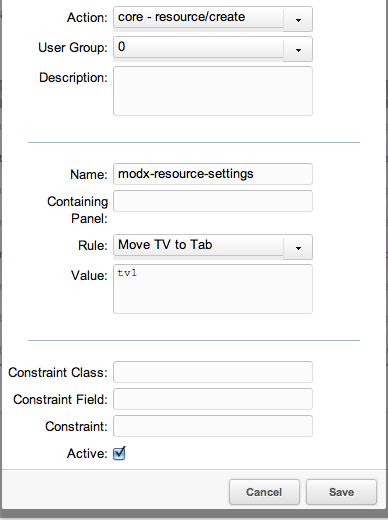 Action: core - resource/create
User Group: 0
Description:
Name: modx-resource-settings
Containing
Panel:
Rule: Move TV to Tab
Value: tv1
Constraint Class:
Constraint Field:
Constraint:
Active:
Cancel Save